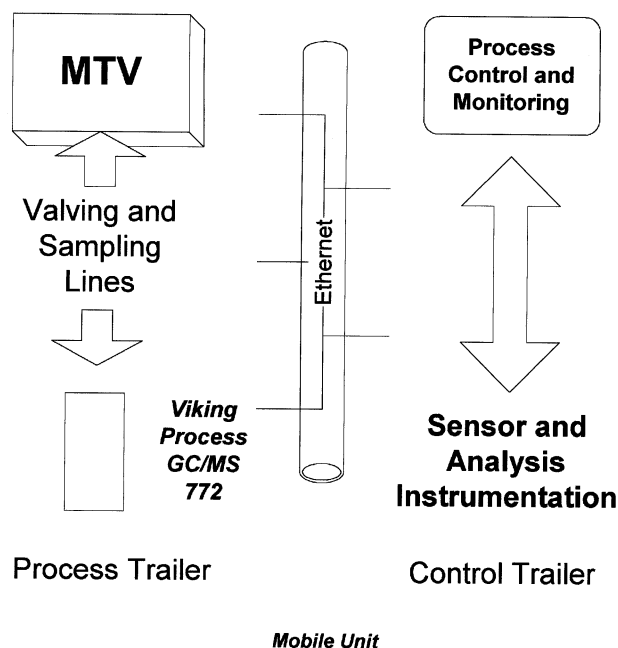 MTV
Valving and
Sampling
Lines
Viking
Process
GC/MS
772
Process Trailer
Ethernet
Process
Control and
Monitoring
Sensor and
Analysis
Instrumentation
Control Trailer
Mobile Unit